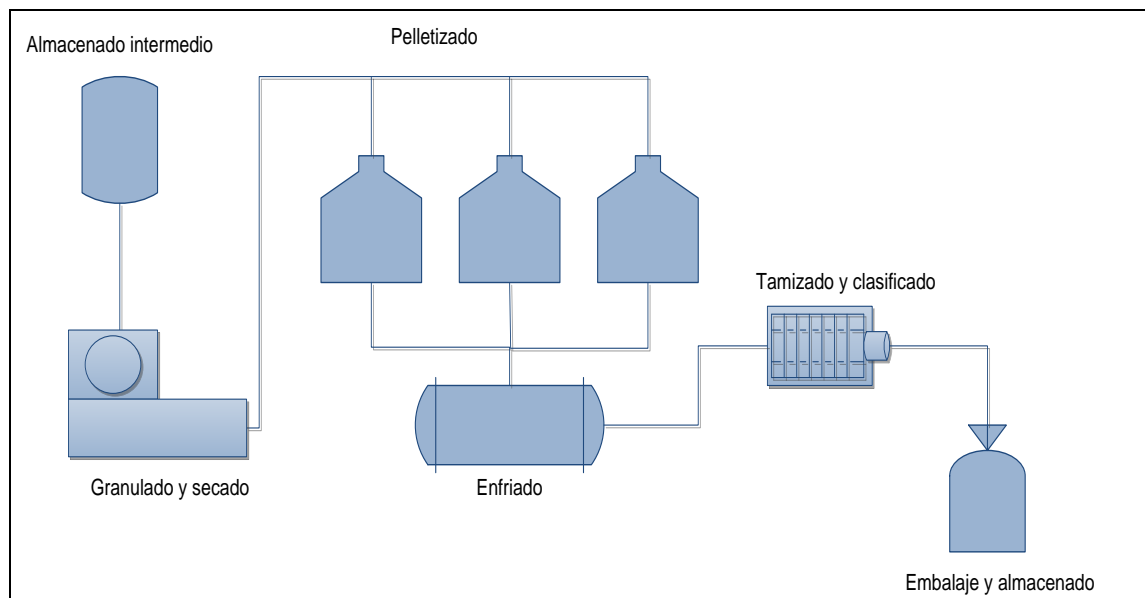 Almacenado intermedio
Pelletizado
Tamizado y clasificado
Granulado y secado
Enfriado
Embalaje y almacenado